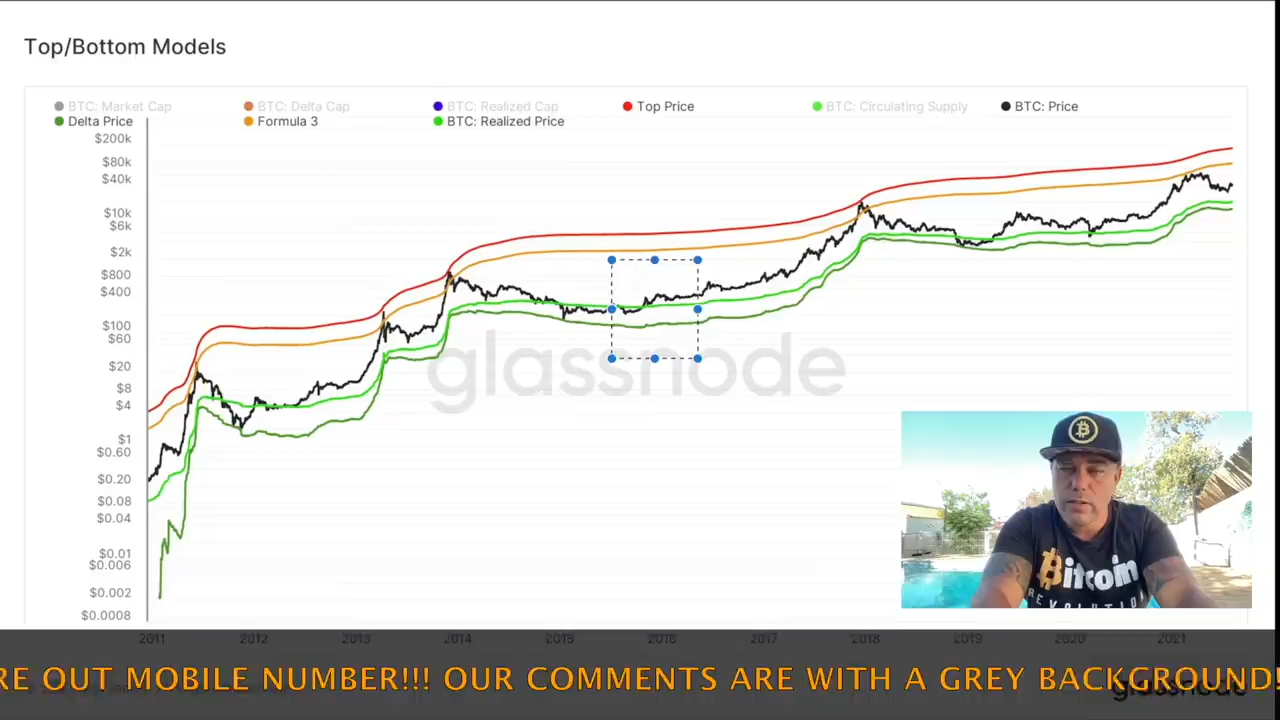 Top/Bottom Models
BTC: Market Cap BTC: Delta Cap BTC: Realized Cap Top Price BTC: Circulating Supply BTC: Price
Delta Price Formula 3 BTC: Realized Price
$200k
$80k
$40k
$10k
$6k
$2k
$800
$400
$100
$60
$20
$8
$4
$1
$0.60
$0.20
$0.08
$0.04
$0.01
$0.006
$0.002
$0.0008
glassnode
Bitcoin
REVOLUTIO
2011 2012 2013 2014 2015 2016 2017 2018 2019 2020 2021
RE OUT MOBILE NUMBER!!! OUR COMMENTS ARE WITH A GREY BACKGROUND!
glassnode